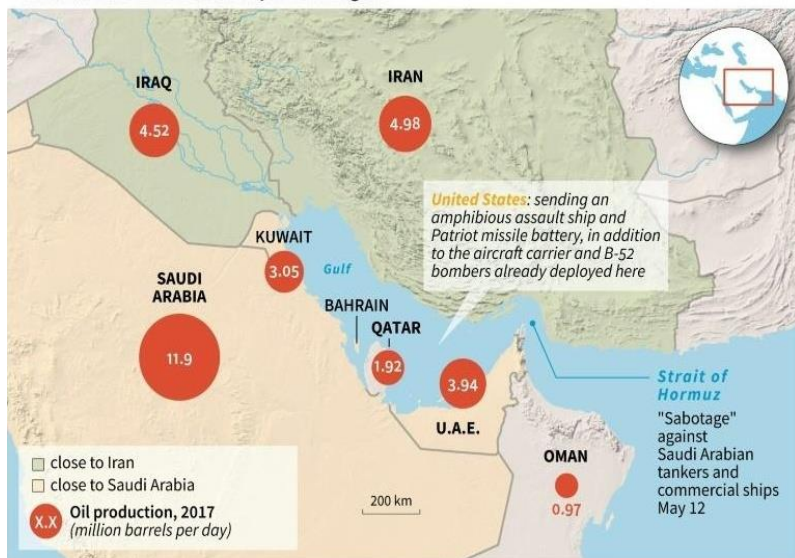 IRAQ
4.52
IRAN
4.98
United States: sending an
amphibious assault ship and
Patriot missile battery, in addition
to the aircraft carrier and B-52
bombers already deployed here
KUWAIT
3.05
Gulf
SAUDI
ARABIA
11.9
BAHRAIN
QATAR
1.92
3.94
U.A.E.
Strait of
Hormuz
"Sabotage"
against
Saudi Arabian
tankers and
commercial ships
May 12
OMAN
0.97
200 km
close to Iran
close to Saudi Arabia
X.X Oil production, 2017
(million barrels per day)